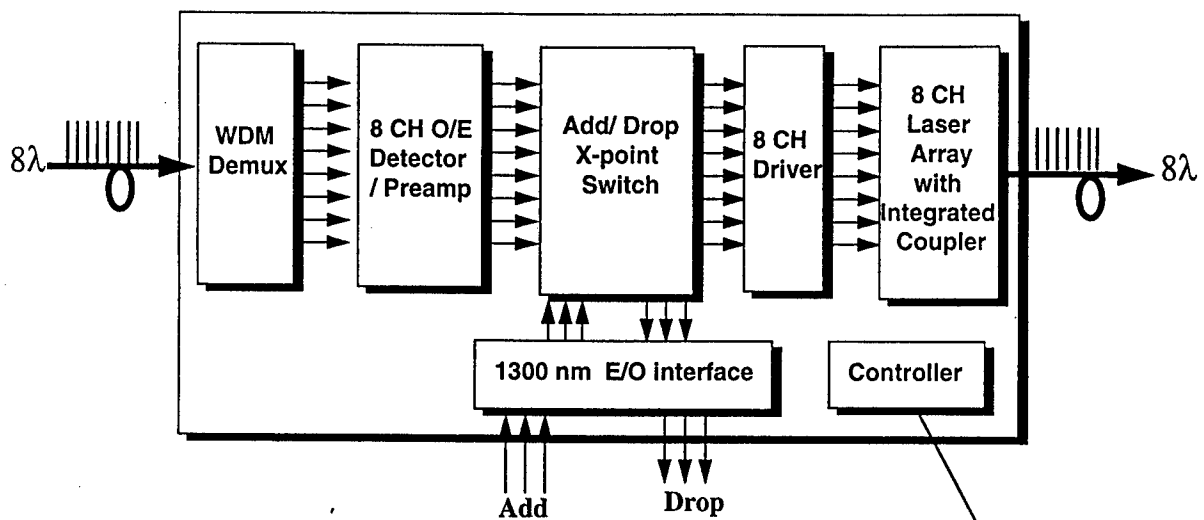 8λ
WDM
Demux
8 CH O/E
Detector
/ Preamp
Add/ Drop
X-point
Switch
8 CH
Driver
8 CH
Laser
Array
with
Integrated
Coupler
8λ
1300 nm E/O interface
Controller
Add
Drop